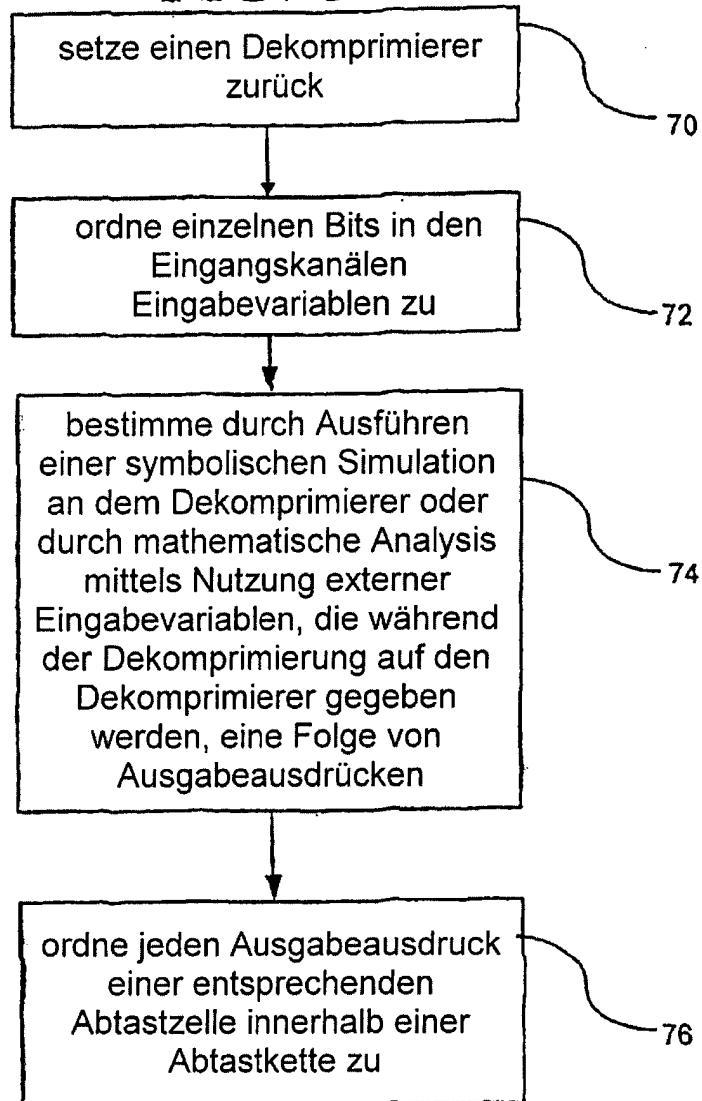 setze einen Dekomprimierer
zurück
70
ordne einzelnen Bits in den
Eingangskanälen
Eingabevariablen zu
72
bestimme durch Ausführen
einer symbolischen Simulation
an dem Dekomprimierer oder
durch mathematische Analysis
mittels Nutzung externer
Eingabevariablen, die während
der Dekomprimierung auf den
Dekomprimierer gegeben
werden, eine Folge von
Ausgabeausdrücken
74
ordne jeden Ausgabeausdruck
einer entsprechenden
Abtastzelle innerhalb einer
Abtastkette zu
76